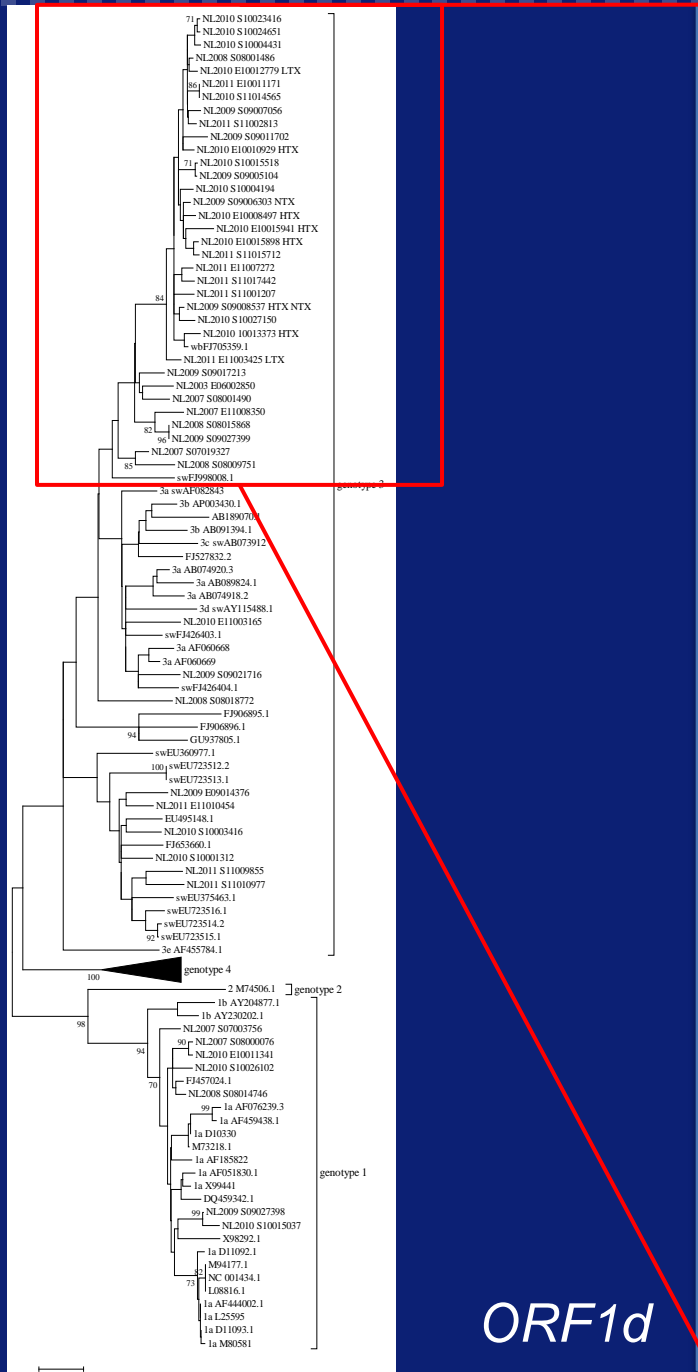 71
NL2010 S10023416
NL2010 S10024651
NL2010 S10004431
NL2008 S08001486
NL2010 E10012779 LTX
86
NL2011 E10011171
NL2010 S11014565
NL2009 S09007056
NL2011 S11002813
NL2009 S09011702
NL2010 E10010929 HTX
71
NL2010 S10015518
NL2009 S09005104
NL2010 S10004194
NL2009 S09006303 NTX
NL2010 E10008497 HTX
NL2010 E10015941 HTX
NL2010 E10015898 HTX
NL2011 S11015712
NL2011 E11007272
NL2011 S11017442
84
NL2011 S11001207
NL2009 S09008537 HTX NTX
NL2010 S10027150
NL2010 10013373 HTX
wbFJ705359.1
NL2011 E11003425 LTX
NL2009 S09017213
NL2003 E06002850
NL2007 S08001490
NL2007 E11008350
82
NL2008 S08015868
96
NL2009 S09027399
NL2007 S07019327
85
NL2008 S08009751
swFJ998008.1
genotype 3
3a swAF082843
3b AP003430.1
3b AB091394.1
3c swAB073912
FJ527832.2
3a AB074920.3
3a AB089824.1
3a AB074918.2
3d swAY115488.1
NL2010 E11003165
swFJ426403.1
3a AF060668
3a AF060669
NL2009 S09021716
swFJ426404.1
NL2008 S08018772
FJ906895.1
FJ906896.1
94
GU937805.1
swEU360977.1
100
swEU723512.2
swEU723513.1
NL2009 E09014376
NL2011 E11010454
EU495148.1
NL2010 S10003416
FJ653660.1
NL2010 S10001312
NL2011 S11009855
NL2011 S11010977
swEU375463.1
swEU723516.1
swEU723514.2
92
swEU723515.1
3e AF455784.1
100
genotype 4
2 M74506.1
genotype 2
98
1b AY204877.1
1b AY230202.1
94
NL2007 S07003756
90
NL2007 S08000076
NL2010 E10011341
70
NL2010 S10026102
FJ457024.1
NL2008 S08014746
99
1a AF076239.3
1a AF459438.1
1a D10330
M73218.1
1a AF185822
genotype 1
1a AF051830.1
1a X99441
DQ459342.1
99
NL2009 S09027398
NL2010 S10015037
X98292.1
1a D11092.1
M94177.1
82
73
NC 001434.1
L08816.1
1a AF444002.1
1a L25595
1a D11093.1
1a M80581
ORF1d